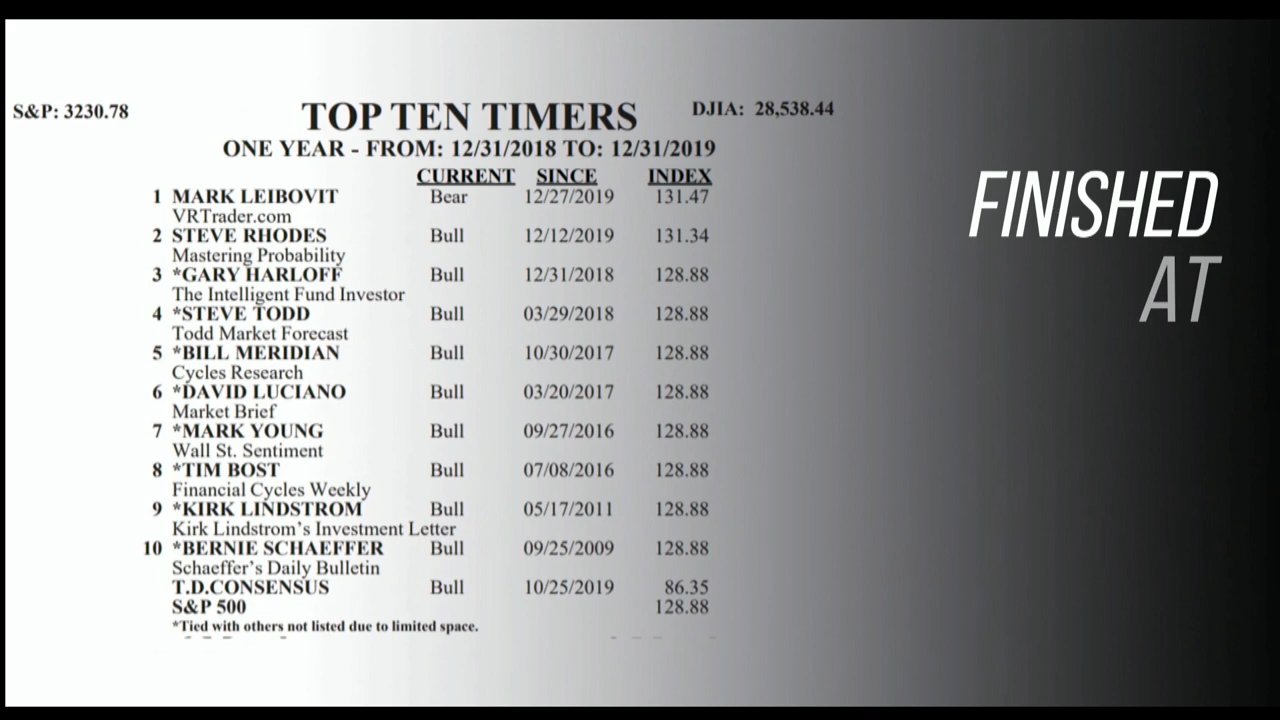 S&P: 3230.78 TOP TEN TIMERS DJIA: 28,538.44
ONE YEAR - FROM: 12/31/2018 TO: 12/31/2019
CURRENT SINCE INDEX
1 MARK LEIBOVIT Bear 12/27/2019 131.47
VRTrader.com
2 STEVE RHODES Bull 12/12/2019 131.34
Mastering Probability
3 *GARY HARLOFF Bull 12/31/2018 128.88
The Intelligent Fund Investor
4 *STEVE TODD Bull 03/29/2018 128.88
Todd Market Forecast
5 *BILL MERIDIAN Bull 10/30/2017 128.88
Cycles Research
6 *DAVID LUCIANO Bull 03/20/2017 128.88
Market Brief
7 *MARK YOUNG Bull 09/27/2016 128.88
Wall St. Sentiment
8 *TIM BOST Bull 07/08/2016 128.88
Financial Cycles Weekly
9 *KIRK LINDSTROM Bull 05/17/2011 128.88
Kirk Lindstrom's Investment Letter
10 *BERNIE SCHAEFFER Bull 09/25/2009 128.88
Schaeffer's Daily Bulletin
T.D.CONSENSUS Bull 10/25/2019 86.35
S&P 500 128.88
*Tied with others not listed due to limited space.
FINISHED
AT